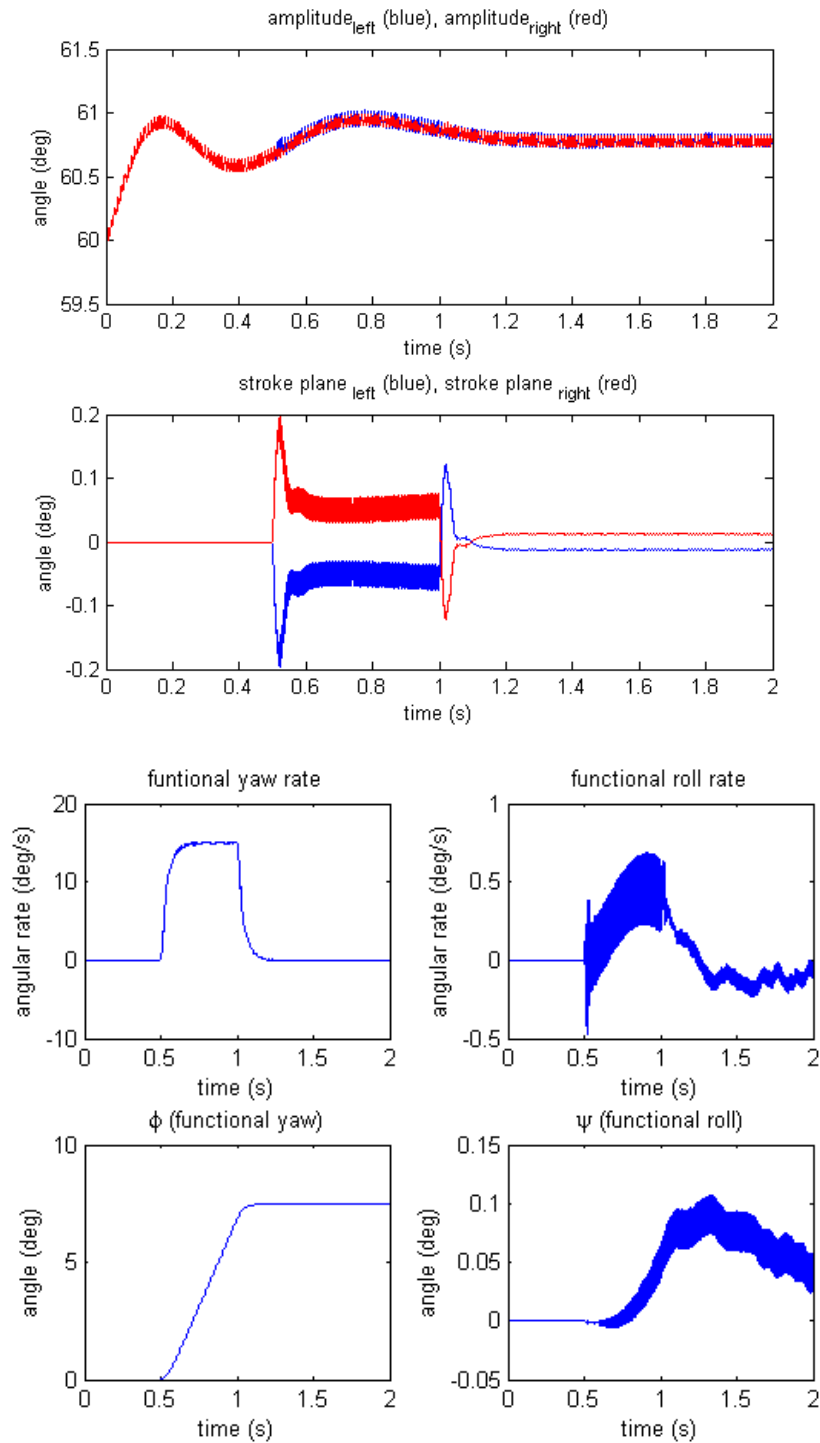 amplitude_left (blue), amplitude_right (red)
61.5
61
60.5
60
59.5
angle (deg)
0 0.2 0.4 0.6 0.8 1 1.2 1.4 1.6 1.8 2
time (s)
stroke plane _left (blue), stroke plane _right (red)
0.2
0.1
0
-0.1
-0.2
angle (deg)
0 0.2 0.4 0.6 0.8 1 1.2 1.4 1.6 1.8 2
time (s)
funtional yaw rate
20
10
0
-10
angular rate (deg/s)
0 0.5 1 1.5 2
time (s)
functional roll rate
1
0.5
0
-0.5
angular rate (deg/s)
0 0.5 1 1.5 2
time (s)
ϕ (functional yaw)
10
5
0
angle (deg)
0 0.5 1 1.5 2
time (s)
ψ (functional roll)
0.15
0.1
0.05
0
-0.05
angle (deg)
0 0.5 1 1.5 2
time (s)